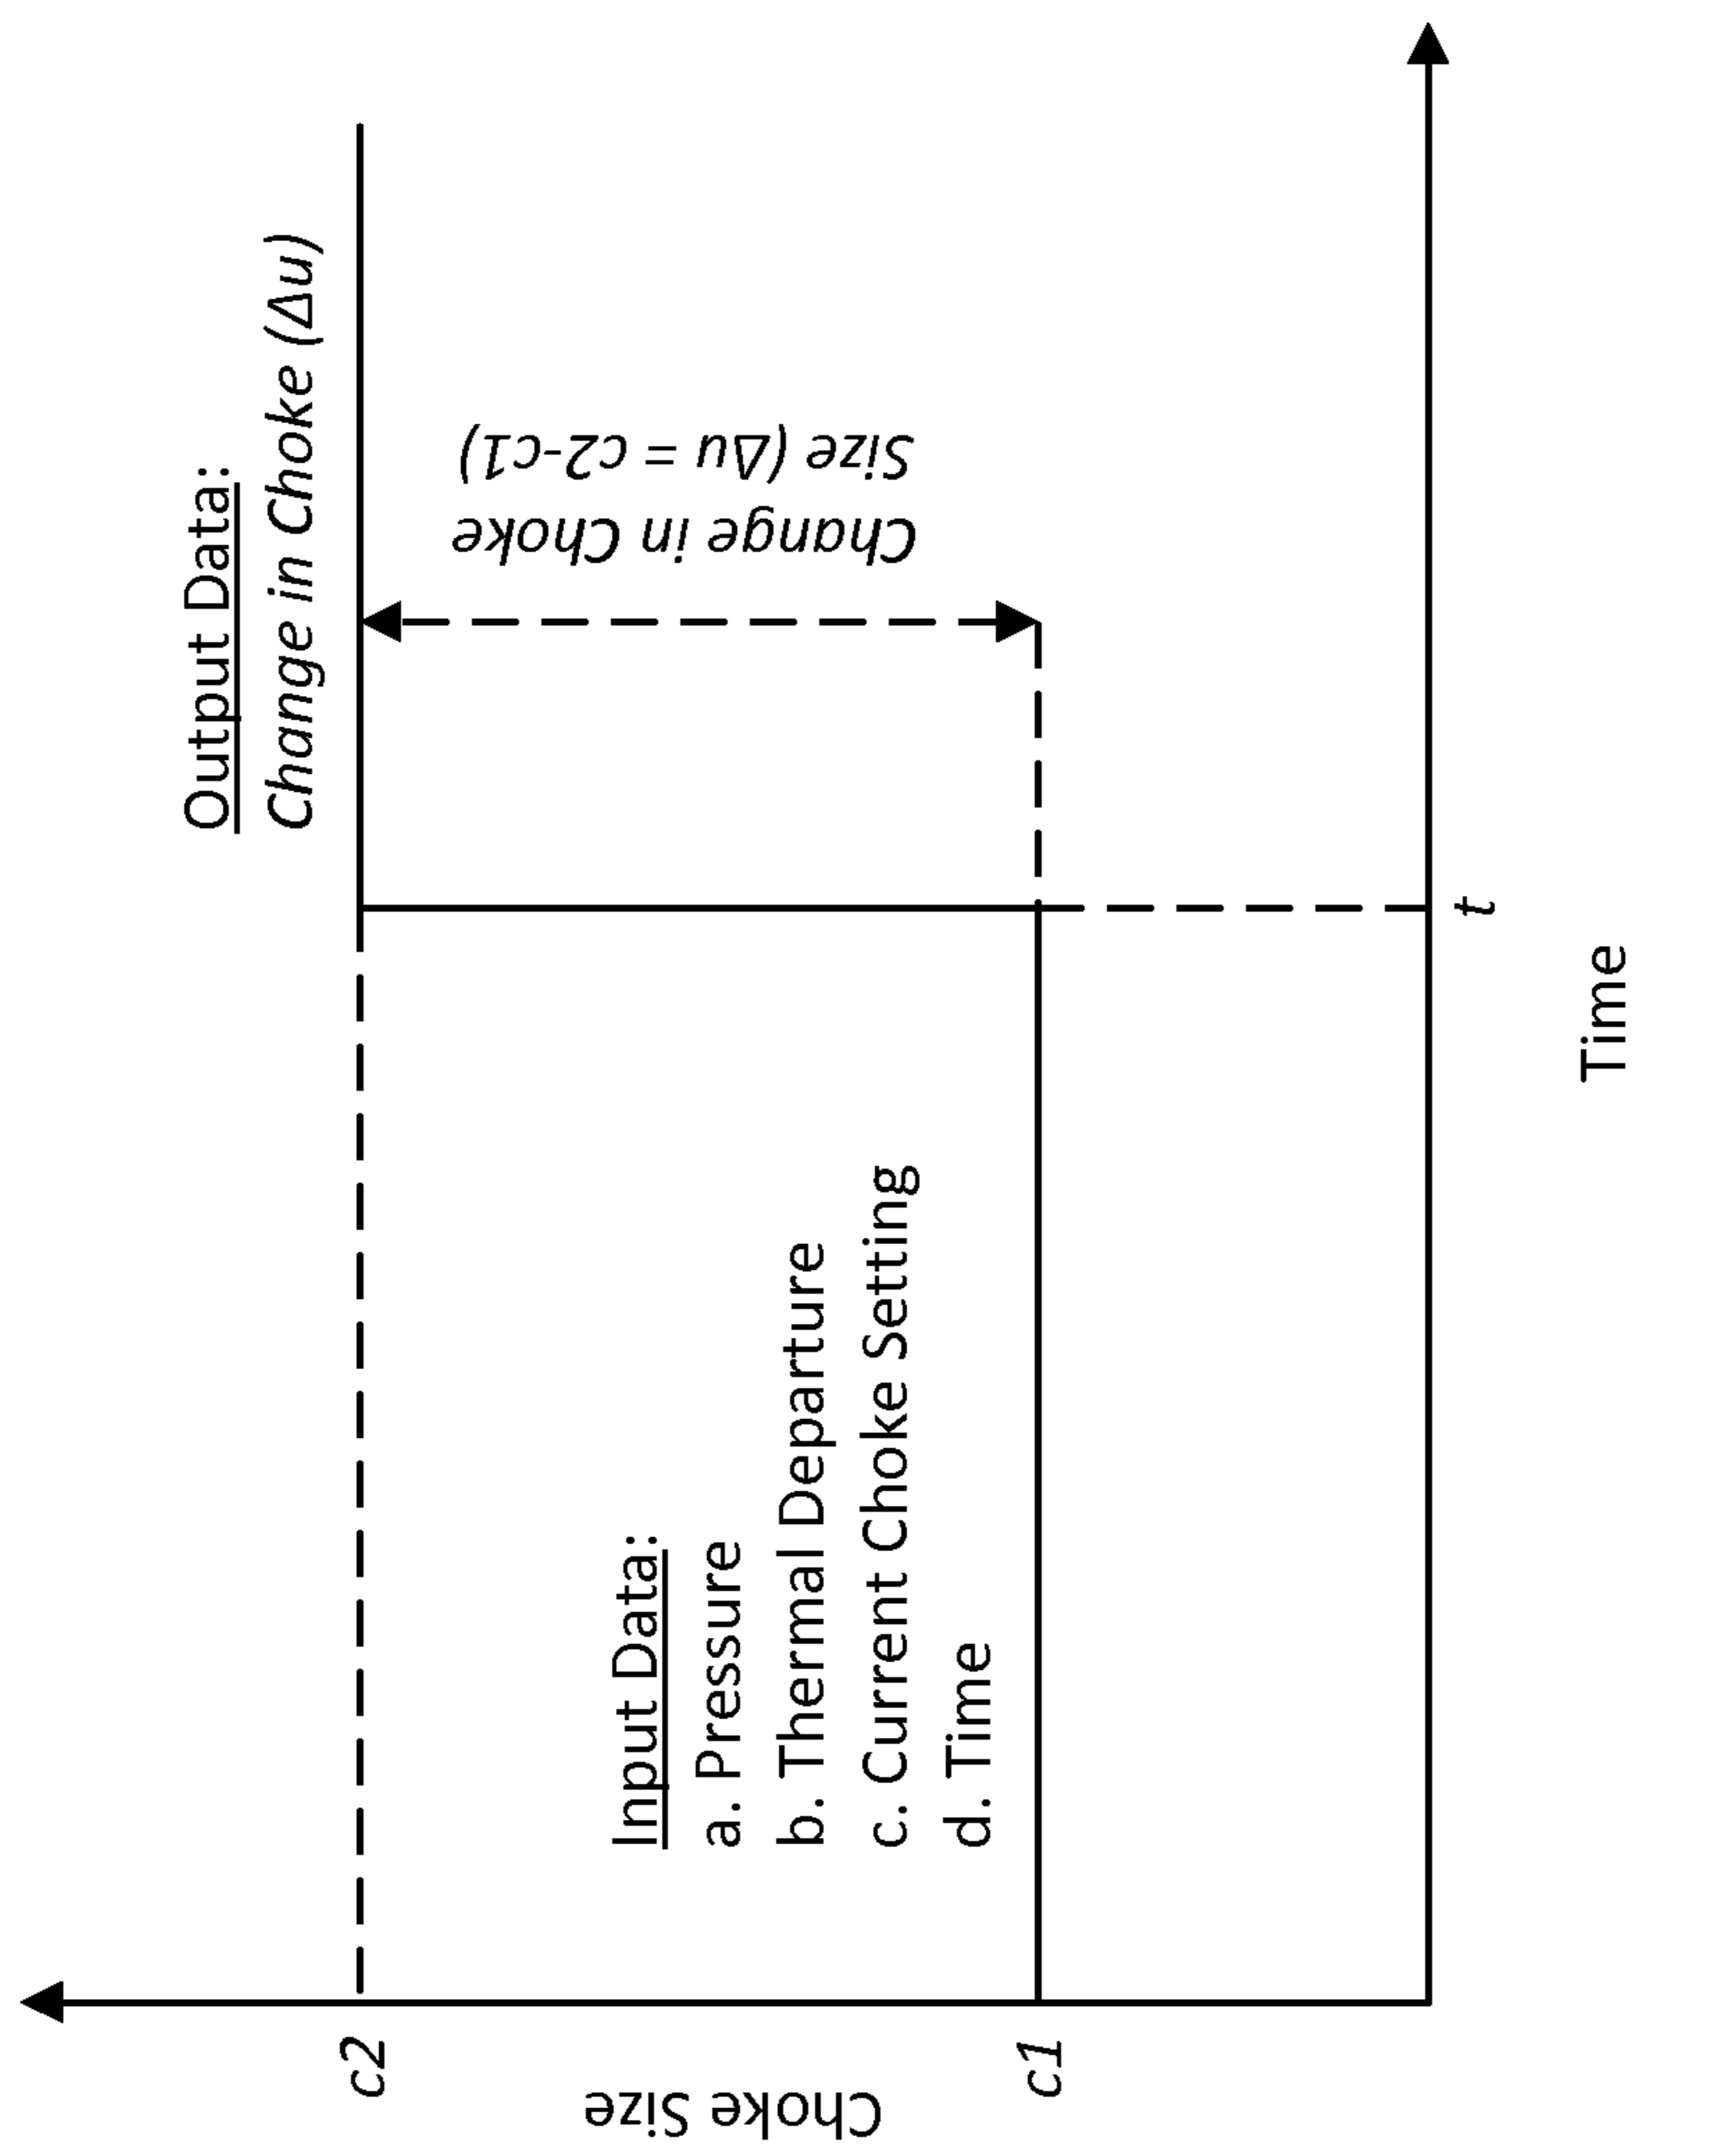 Output Data:
Change in Choke (Δu)
c2
Change in Choke
Size (Δu = c2-c1)
Input Data:
a. Pressure
b. Thermal Departure
c. Current Choke Setting
d. Time
Choke Size
c1
t
Time